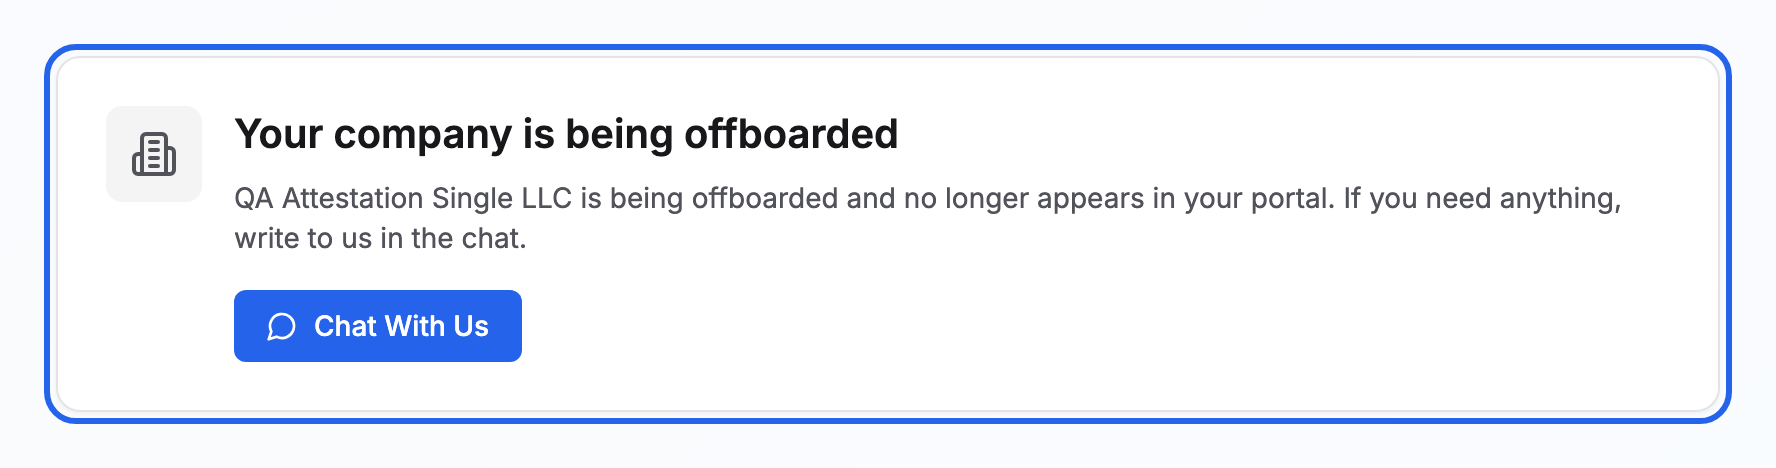 Your company is being offboarded
QA Attestation Single LLC is being offboarded and no longer appears in your portal. If you need anything,
write to us in the chat.
Chat With Us